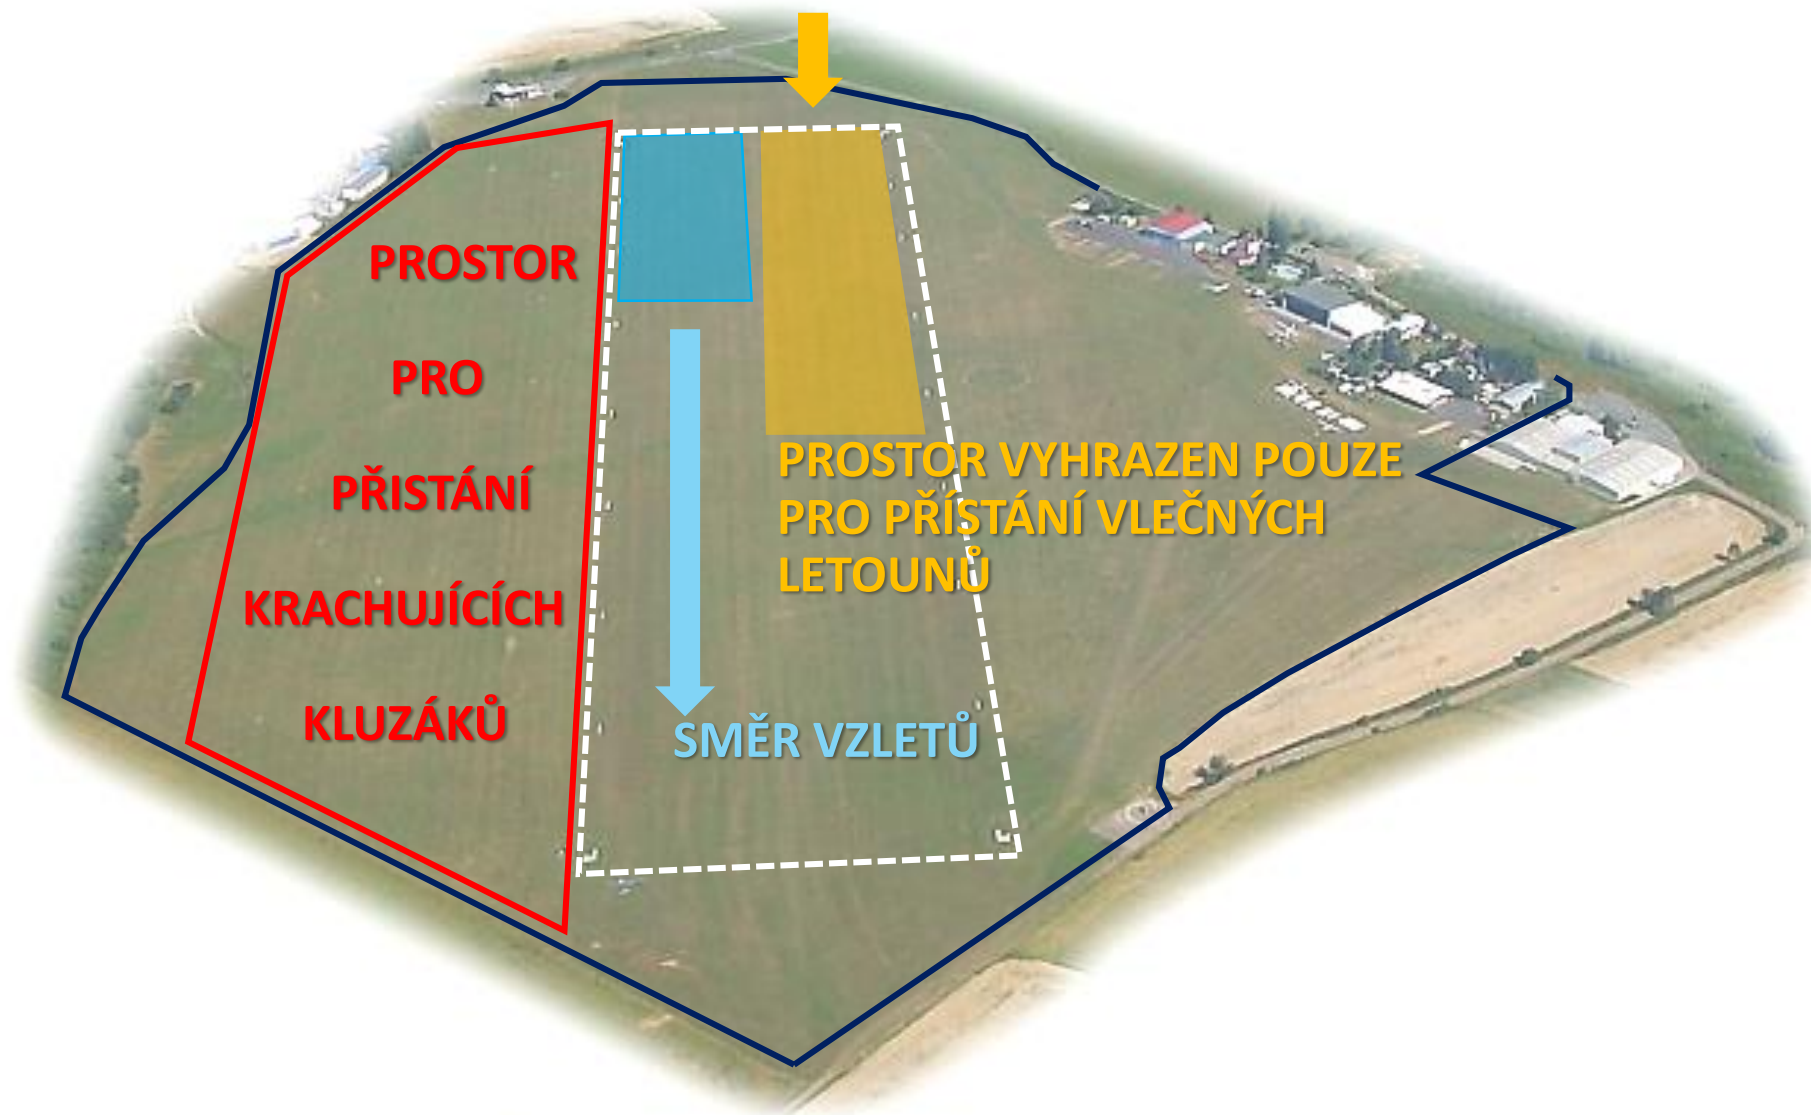 PROSTOR
PRO
PŘISTÁNÍ
KRACHUJÍCÍCH
KLUZÁKŮ
PROSTOR VYHRAZEN POUZE
PRO PŘÍSTÁNÍ VLEČNÝCH
LETOUNŮ
SMĚR VZLETŮ